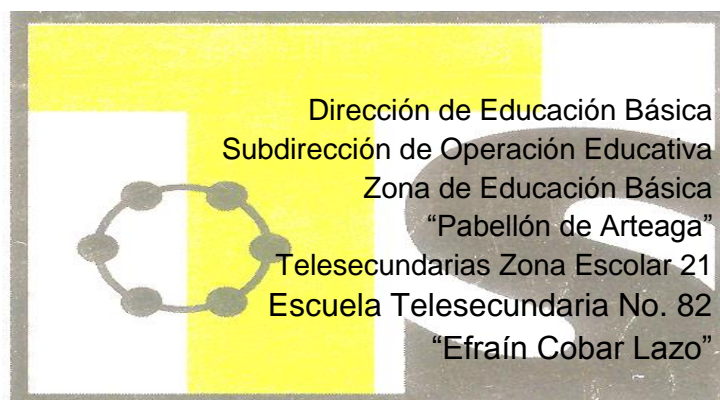 Dirección de Educación Básica
Subdirección de Operación Educativa
Zona de Educación Básica
“Pabellón de Arteaga”
Telesecundarias Zona Escolar 21
Escuela Telesecundaria No. 82
“Efraín Cobar Lazo”